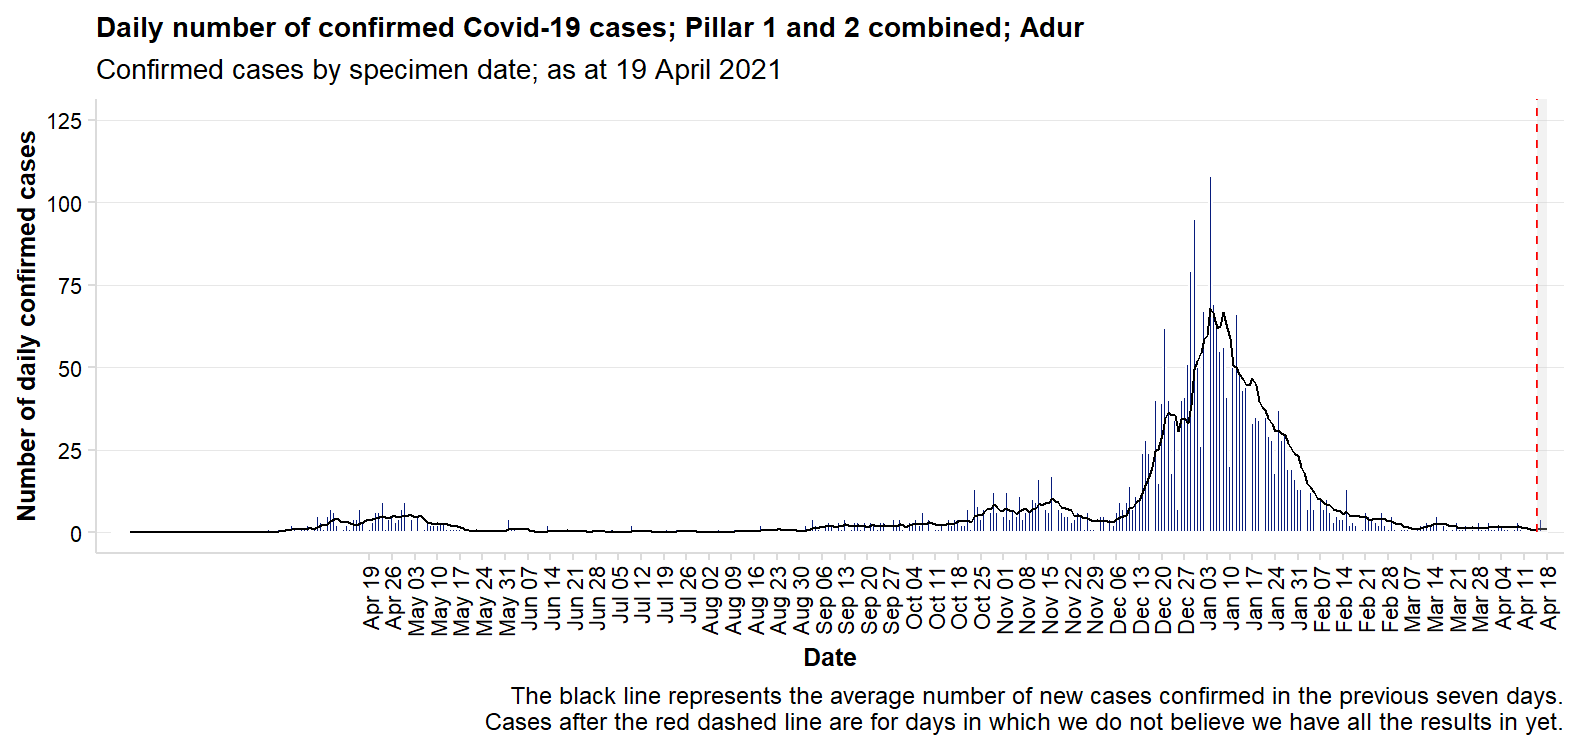 Daily number of confirmed Covid-19 cases; Pillar 1 and 2 combined; Adur
Confirmed cases by specimen date; as at 19 April 2021
Number of daily confirmed cases
125
100
75
50
25
0
Apr 19
Apr 26
May 03
May 10
May 17
May 24
May 31
Jun 07
Jun 14
Jun 21
Jun 28
Jul 05
Jul 12
Jul 19
Jul 26
Aug 02
Aug 09
Aug 16
Aug 23
Aug 30
Sep 06
Sep 13
Sep 20
Sep 27
Oct 04
Oct 11
Oct 18
Oct 25
Nov 01
Nov 08
Nov 15
Nov 22
Nov 29
Dec 06
Dec 13
Dec 20
Dec 27
Jan 03
Jan 10
Jan 17
Jan 24
Jan 31
Feb 07
Feb 14
Feb 21
Feb 28
Mar 07
Mar 14
Mar 21
Mar 28
Apr 04
Apr 11
Apr 18
Date
The black line represents the average number of new cases confirmed in the previous seven days.
Cases after the red dashed line are for days in which we do not believe we have all the results in yet.